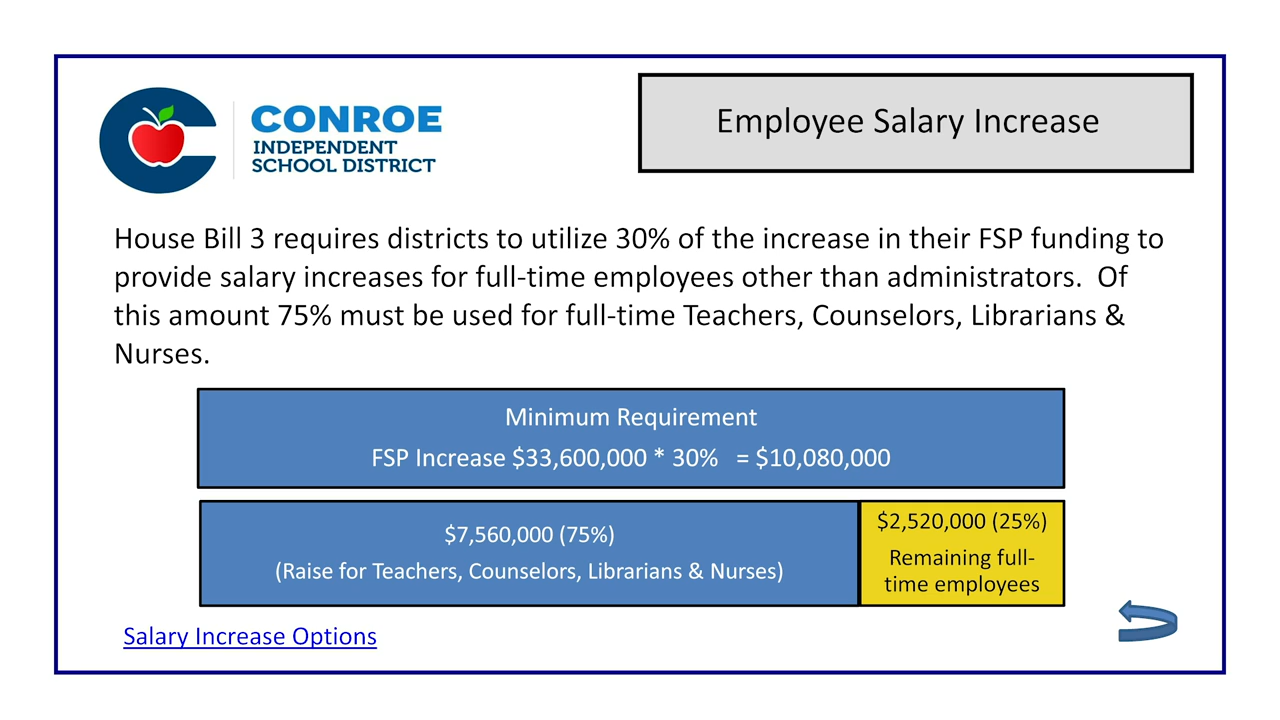 CONROE
INDEPENDENT
SCHOOL DISTRICT
Employee Salary Increase
House Bill 3 requires districts to utilize 30% of the increase in their FSP funding to
provide salary increases for full-time employees other than administrators.  Of
this amount 75% must be used for full-time Teachers, Counselors, Librarians &
Nurses.
Minimum Requirement
FSP Increase $33,600,000 * 30%   = $10,080,000
$7,560,000 (75%)
(Raise for Teachers, Counselors, Librarians & Nurses)
$2,520,000 (25%)
Remaining full-
time employees
Salary Increase Options